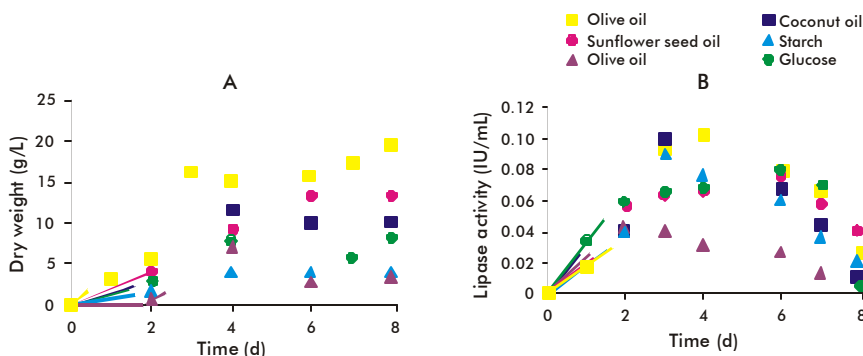 Olive oil
Coconut oil
Sunflower seed oil
Starch
Olive oil
Glucose
A
B
25
20
15
10
5
0
Dry weight (g/L)
0
2
4
6
8
Time (d)
0.12
0.10
0.08
0.06
0.04
0.02
0
Lipase activity (IU/mL)
0
2
4
6
8
Time (d)